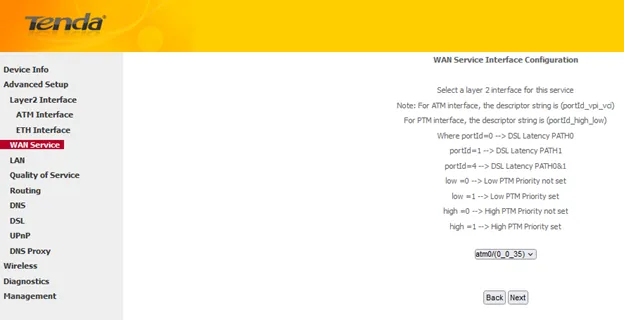 Tenda
Device Info
Advanced Setup
Layer2 Interface
ATM Interface
ETH Interface
WAN Service
LAN
Quality of Service
Routing
DNS
DSL
UPnP
DNS Proxy
Wireless
Diagnostics
Management
WAN Service Interface Configuration
Select a layer 2 interface for this service
Note: For ATM interface, the descriptor string is (portId_vpi_vci)
For PTM interface, the descriptor string is (portId_high_low)
Where portId=0 --> DSL Latency PATH0
portId=1 --> DSL Latency PATH1
portId=4 --> DSL Latency PATH0&1
low =0 --> Low PTM Priority not set
low =1 --> Low PTM Priority set
high =0 --> High PTM Priority not set
high =1 --> High PTM Priority set
atm0/(0_0_35)
Back Next